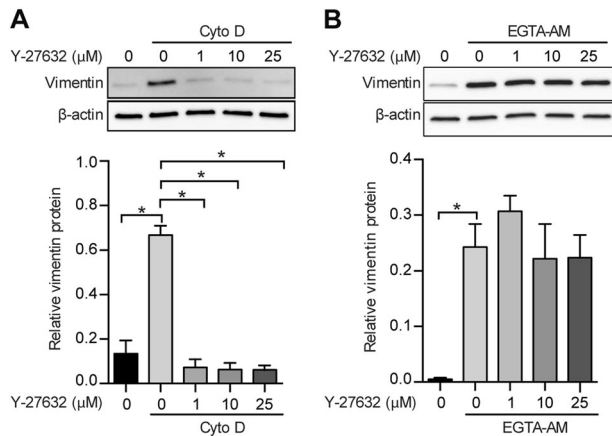 A
Cyto D
Y-27632 (μM) 0 0 1 10 25
Vimentin
β-actin
Relative vimentin protein
1.0
0.8
0.6
0.4
0.2
0.0
* * * *
Y-27632 (μM) 0 0 1 10 25
Cyto D
B
EGTA-AM
Y-27632 (μM) 0 0 1 10 25
Vimentin
β-actin
Relative vimentin protein
0.4
0.3
0.2
0.1
0.0
*
Y-27632 (μM) 0 0 1 10 25
EGTA-AM